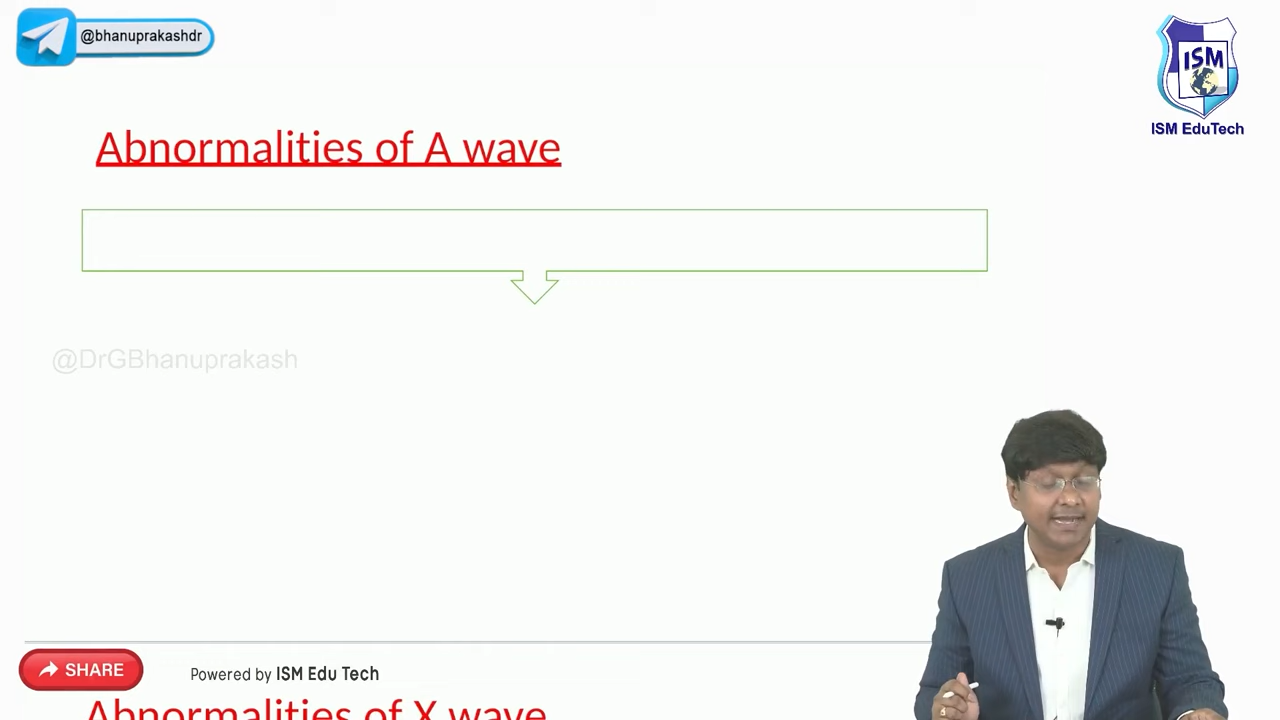 @bhanuprakashdr
ISM
ISM EduTech
Abnormalities of A wave
@DrGBhanuprakash
SHARE
Powered by ISM Edu Tech
Abnormalities of X wave